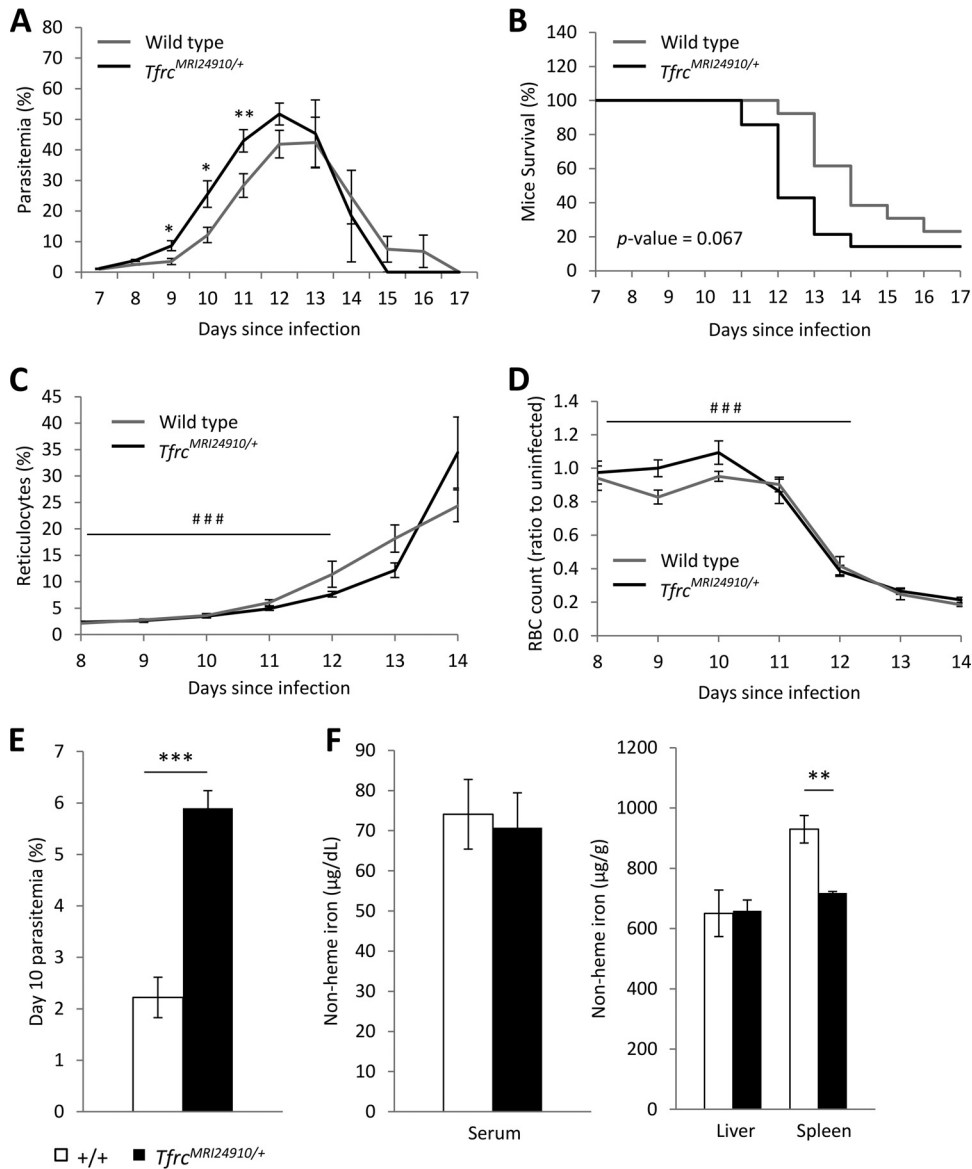 A
Wild type
Tfrc^MRI24910/+
Parasitemia (%)
80
70
60
50
40
30
20
10
0
* * **
7 8 9 10 11 12 13 14 15 16 17
Days since infection
B
Wild type
Tfrc^MRI24910/+
Mice Survival (%)
140
120
100
80
60
40
20
0
p-value = 0.067
7 8 9 10 11 12 13 14 15 16 17
Days since infection
C
Wild type
Tfrc^MRI24910/+
Reticulocytes (%)
45
40
35
30
25
20
15
10
5
0
###
8 9 10 11 12 13 14
Days since infection
D
RBC count (ratio to uninfected)
1.4
1.2
1.0
0.8
0.6
0.4
0.2
0.0
###
Wild type
Tfrc^MRI24910/+
8 9 10 11 12 13 14
Days since infection
E
Day 10 parasitemia (%)
7
6
5
4
3
2
1
0
***
F
Non-heme iron (µg/dL)
90
80
70
60
50
40
30
20
10
0
Serum
Non-heme iron (µg/g)
1200
1000
800
600
400
200
0
**
Liver Spleen
+/+ Tfrc^MRI24910/+